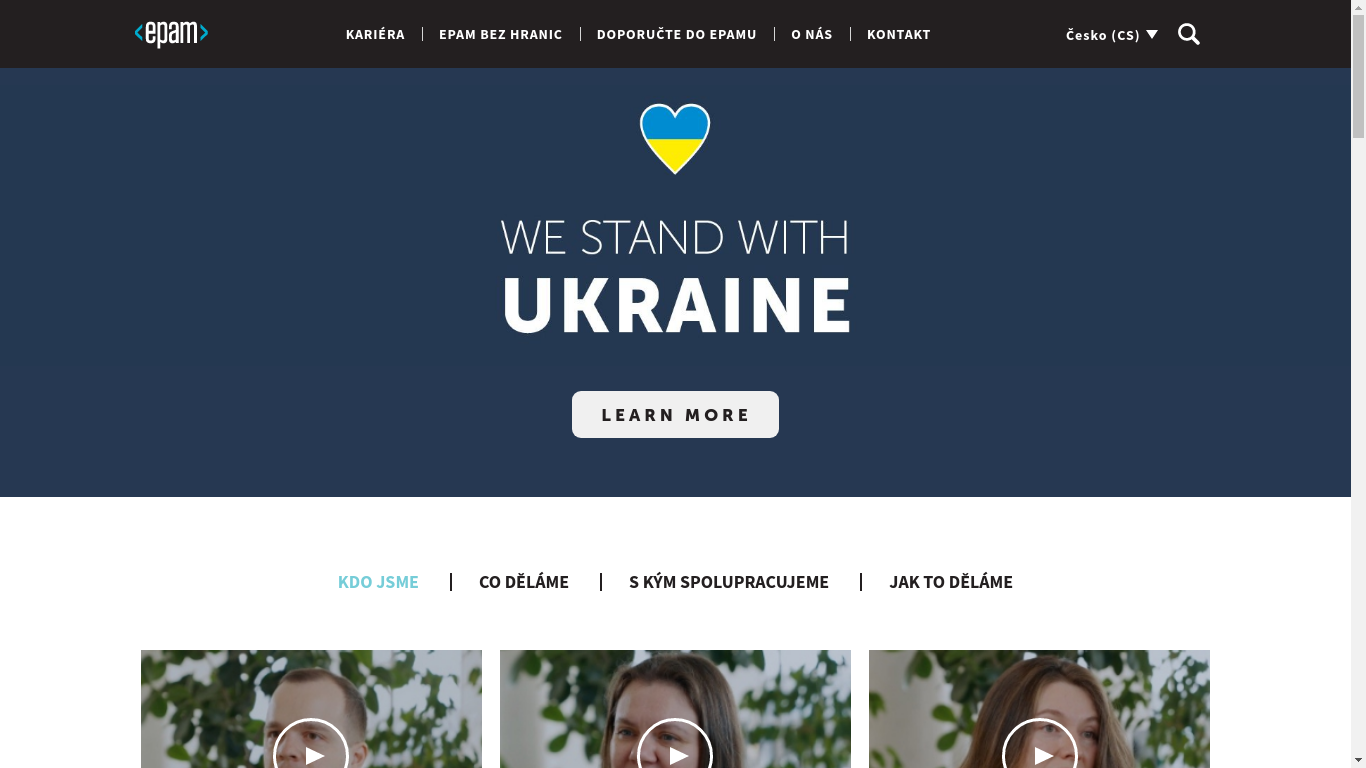 <epam>
KARIÉRA
EPAM BEZ HRANIC
DOPORUČTE DO EPAMU
O NÁS
KONTAKT
Česko (CS)
WE STAND WITH
UKRAINE
LEARN MORE
KDO JSME
CO DĚLÁME
S KÝM SPOLUPRACUJEME
JAK TO DĚLÁME